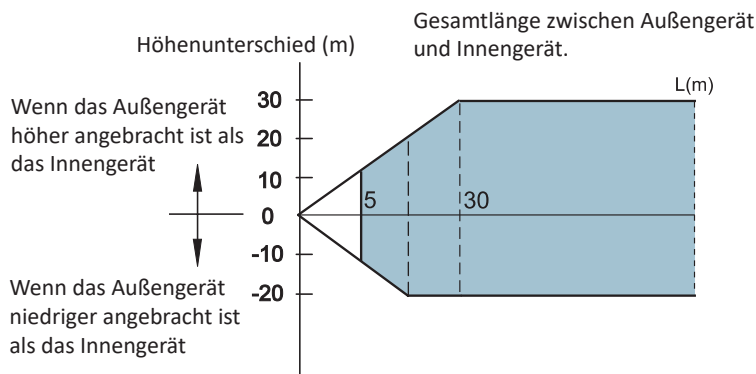 Gesamtlänge zwischen Außengerät
und Innengerät.
Höhenunterschied (m)
L(m)
Wenn das Außengerät
höher angebracht ist als
das Innengerät
30
20
10
0
-10
-20
5
30
Wenn das Außengerät
niedriger angebracht ist
als das Innengerät